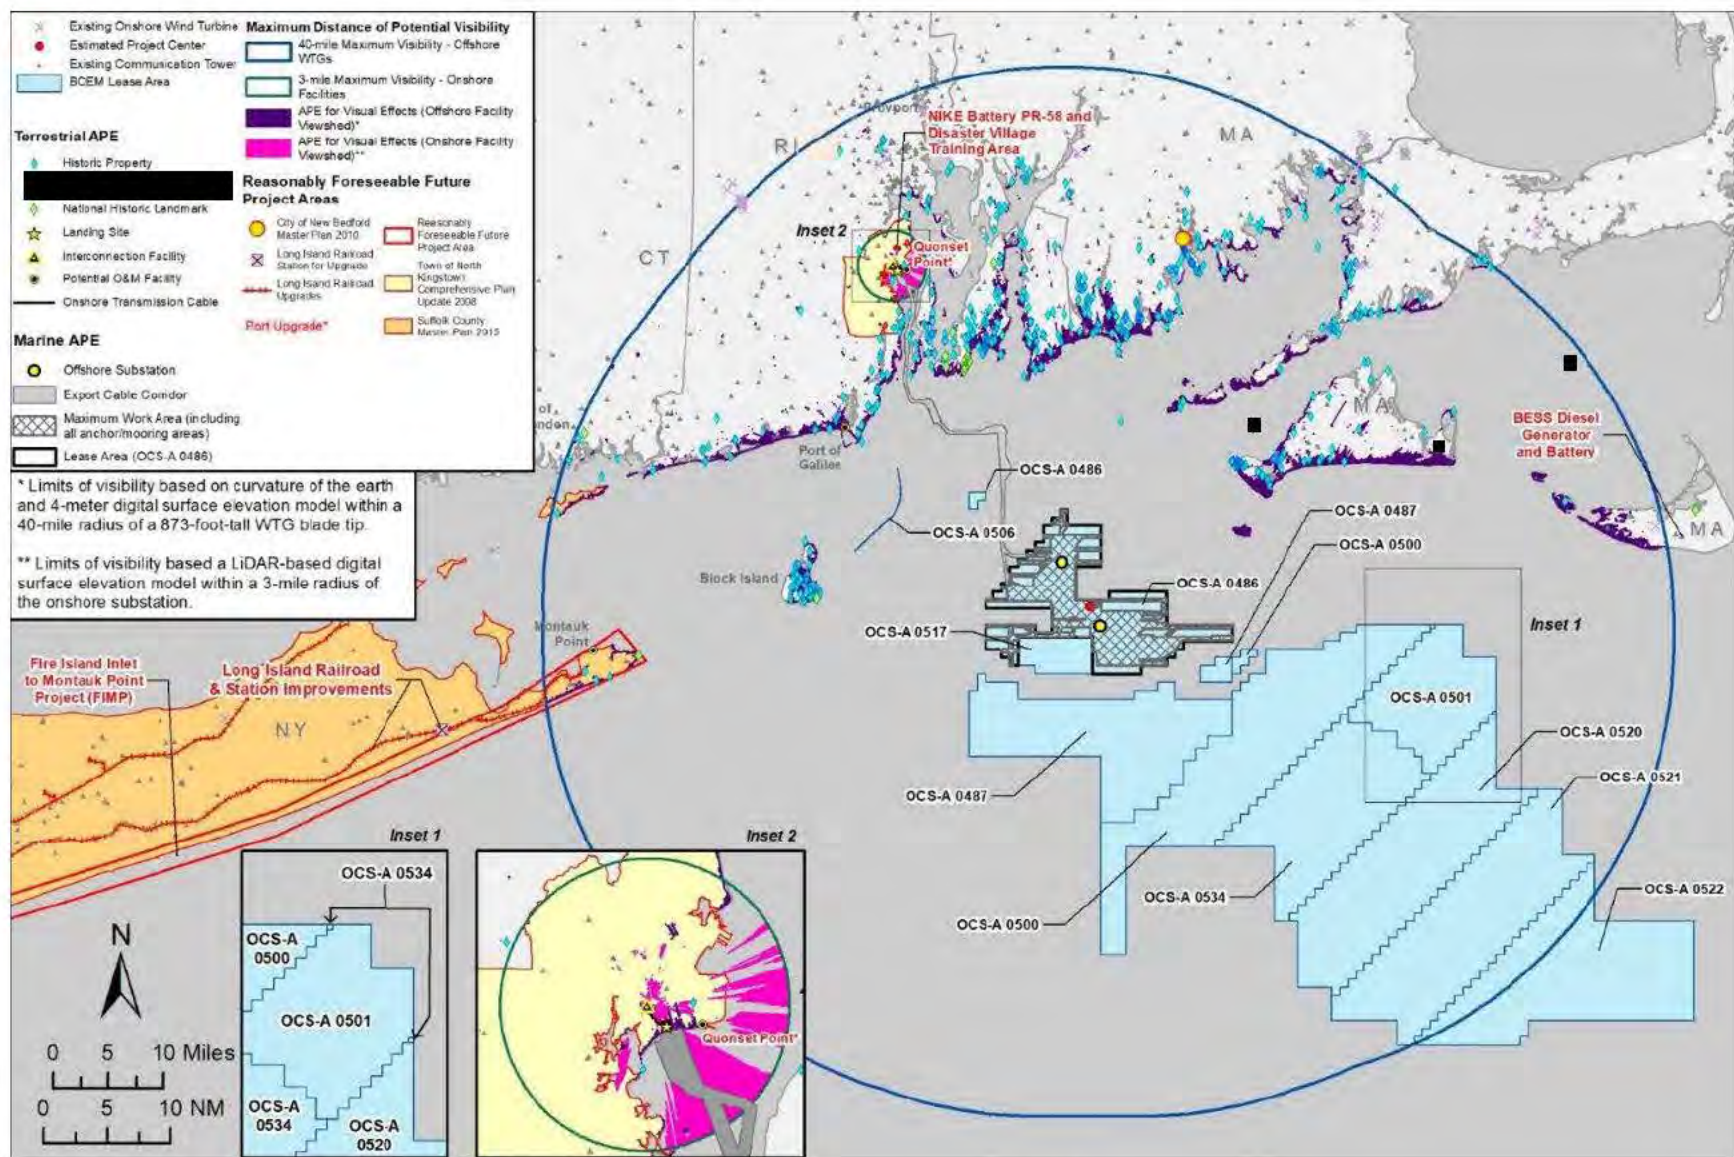 Existing Onshore Wind Turbine
Estimated Project Center
Existing Communication Tower
BOEM Lease Area
Terrestrial APE
Historic Property
National Historic Landmark
Landing Site
Interconnection Facility
Potential O&M Facility
Onshore Transmission Cable
Marine APE
Offshore Substation
Export Cable Corridor
Maximum Work Area (including
all anchor/mooring areas)
Lease Area (OCS-A 0486)
Maximum Distance of Potential Visibility
40-mile Maximum Visibility - Offshore
WTGs
3-mile Maximum Visibility - Onshore
Facilities
APE for Visual Effects (Offshore Facility
Viewshed)*
APE for Visual Effects (Onshore Facility
Viewshed)**
Reasonably Foreseeable Future
Project Areas
City of New Bedford
Master Plan 2010
Long Island Railroad
Station for Upgrade
Long Island Railroad
Upgrades
Port Upgrade*
Reasonably
Foreseeable Future
Project Area
Town of North
Kingstown
Comprehensive Plan
Update 2008
Suffolk County
Master Plan 2015
* Limits of visibility based on curvature of the earth
and 4-meter digital surface elevation model within a
40-mile radius of a 873-foot-tall WTG blade tip.
** Limits of visibility based a LiDAR-based digital
surface elevation model within a 3-mile radius of
the onshore substation.
NIKE Battery PR-58 and
Disaster Village
Training Area
RI
MA
CT
Inset 2
Quonset
Point*
MA
BESS Diesel
Generator
and Battery
MA
Port of
Galilee
OCS-A 0486
OCS-A 0506
OCS-A 0487
OCS-A 0500
Block Island
OCS-A 0486
OCS-A 0517
Inset 1
Montauk
Point
Fire Island Inlet
to Montauk Point
Project (FIMP)
Long Island Railroad
& Station Improvements
NY
OCS-A 0501
OCS-A 0520
OCS-A 0521
OCS-A 0487
OCS-A 0534
OCS-A 0522
OCS-A 0500
Inset 1
OCS-A 0534
OCS-A
0500
OCS-A 0501
OCS-A
0534
OCS-A
0520
Inset 2
Quonset Point*
N
0 5 10 Miles
0 5 10 NM